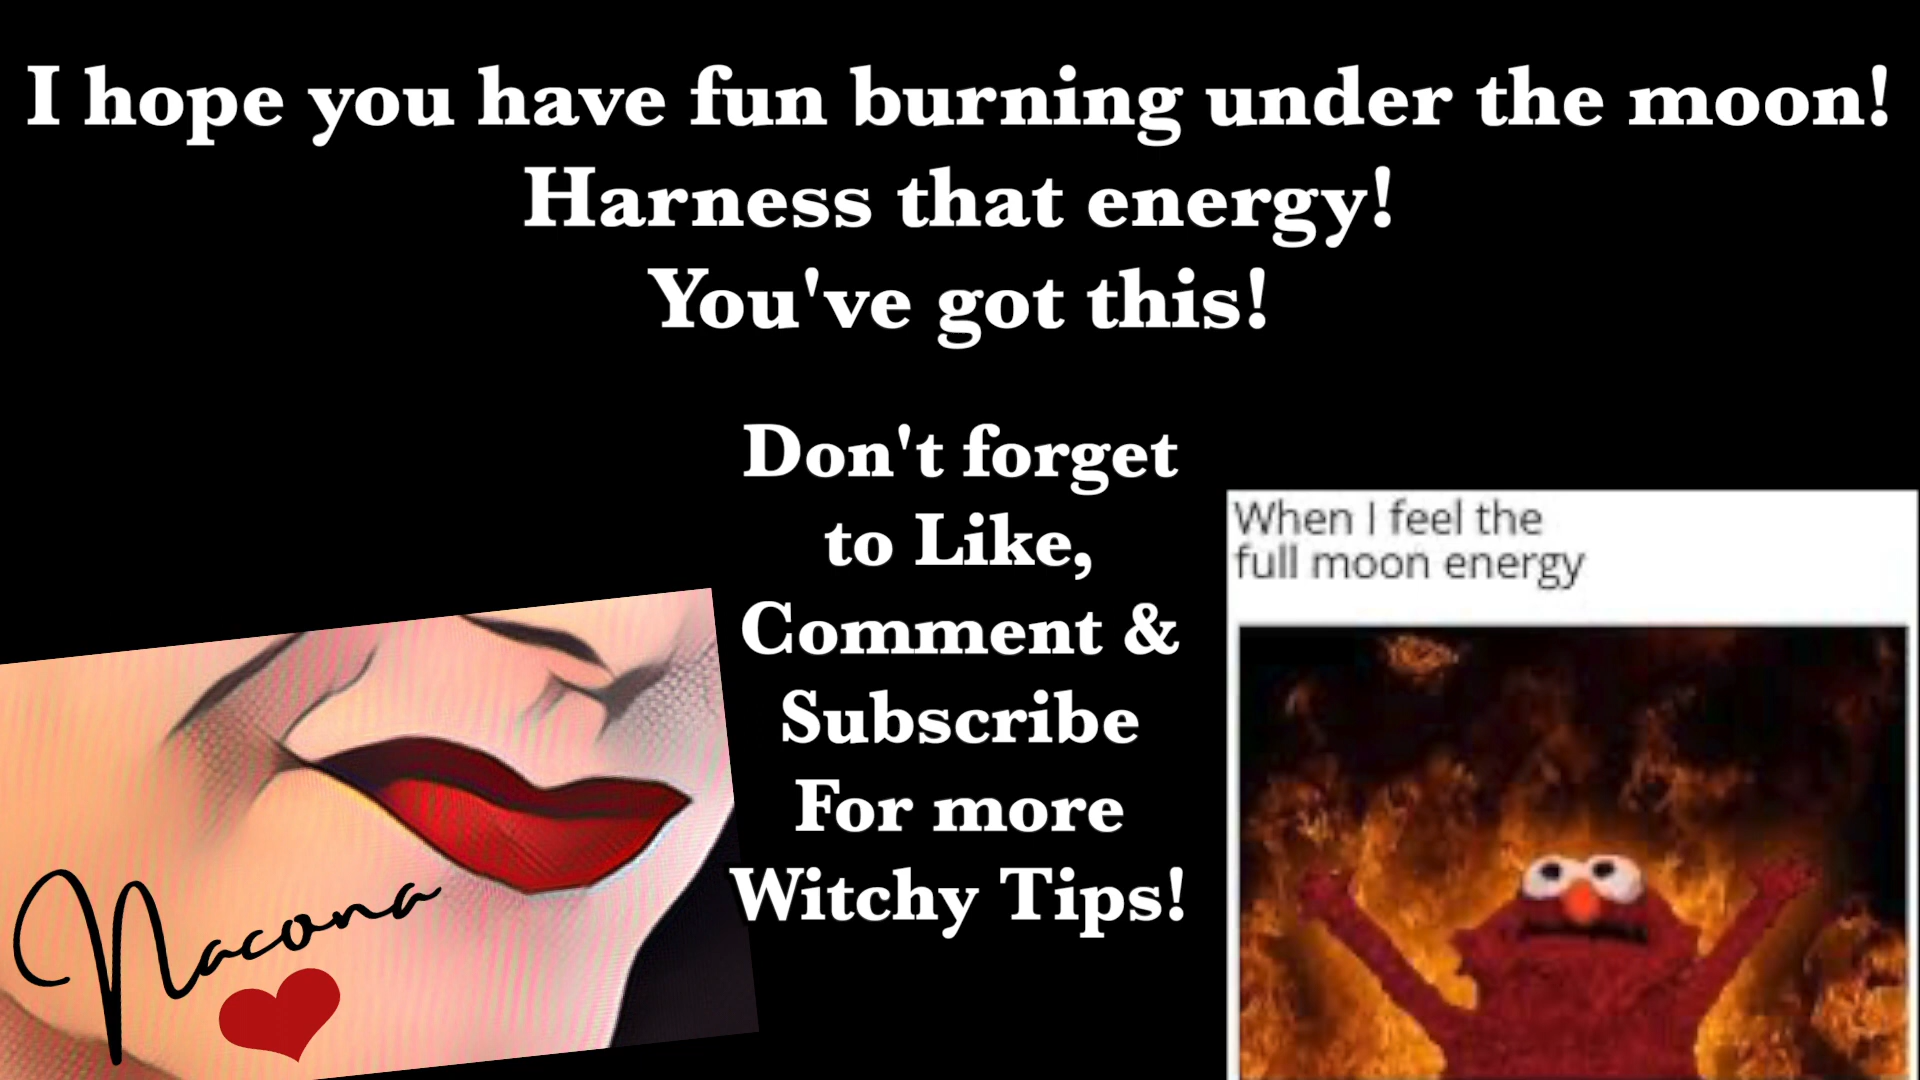 I hope you have fun burning under the moon!
Harness that energy!
You've got this!
Don't forget
to Like,
Comment &
Subscribe
For more
Witchy Tips!
When I feel the
full moon energy
Nacona